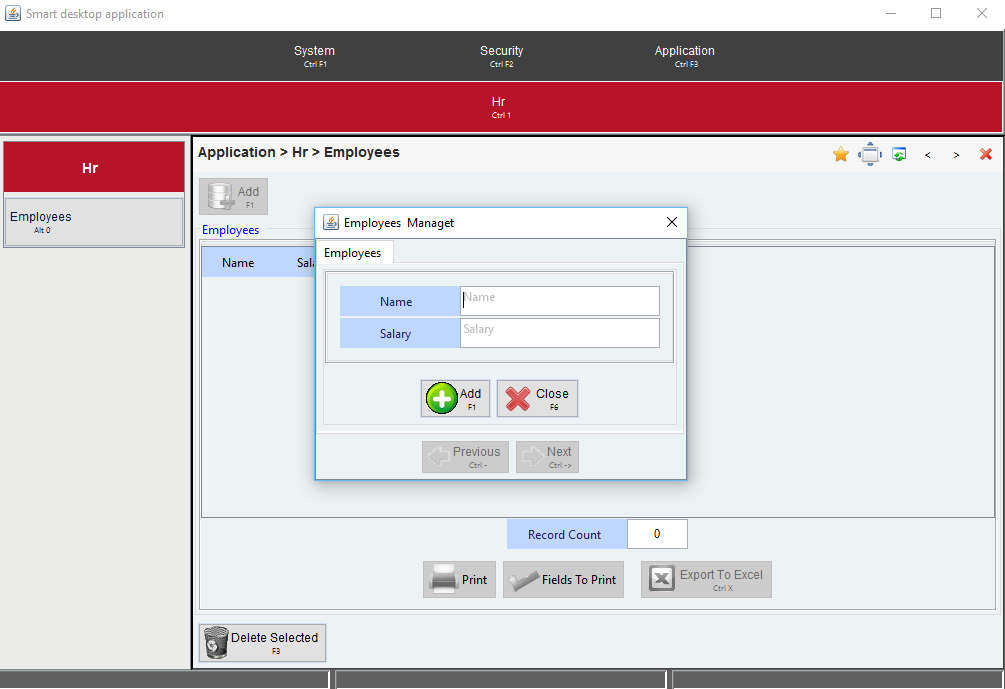 Smart desktop application
System
Ctrl F1
Security
Ctrl F2
Application
Ctrl F3
Hr
Ctrl 1
Hr
Employees
Alt 0
Application > Hr > Employees
< >
Add
F1
Employees
Name Sala
Employees Managet
Employees
Name Name
Salary Salary
Add
F1
Close
F6
Previous
Ctrl -
Next
Ctrl ->
Record Count 0
Print
Fields To Print
Export To Excel
Ctrl X
Delete Selected
F3